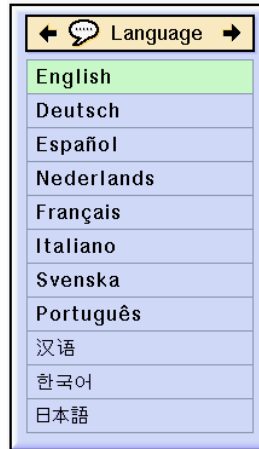 Language
English
Deutsch
Español
Nederlands
Français
Italiano
Svenska
Português
汉语
한국어
日本語